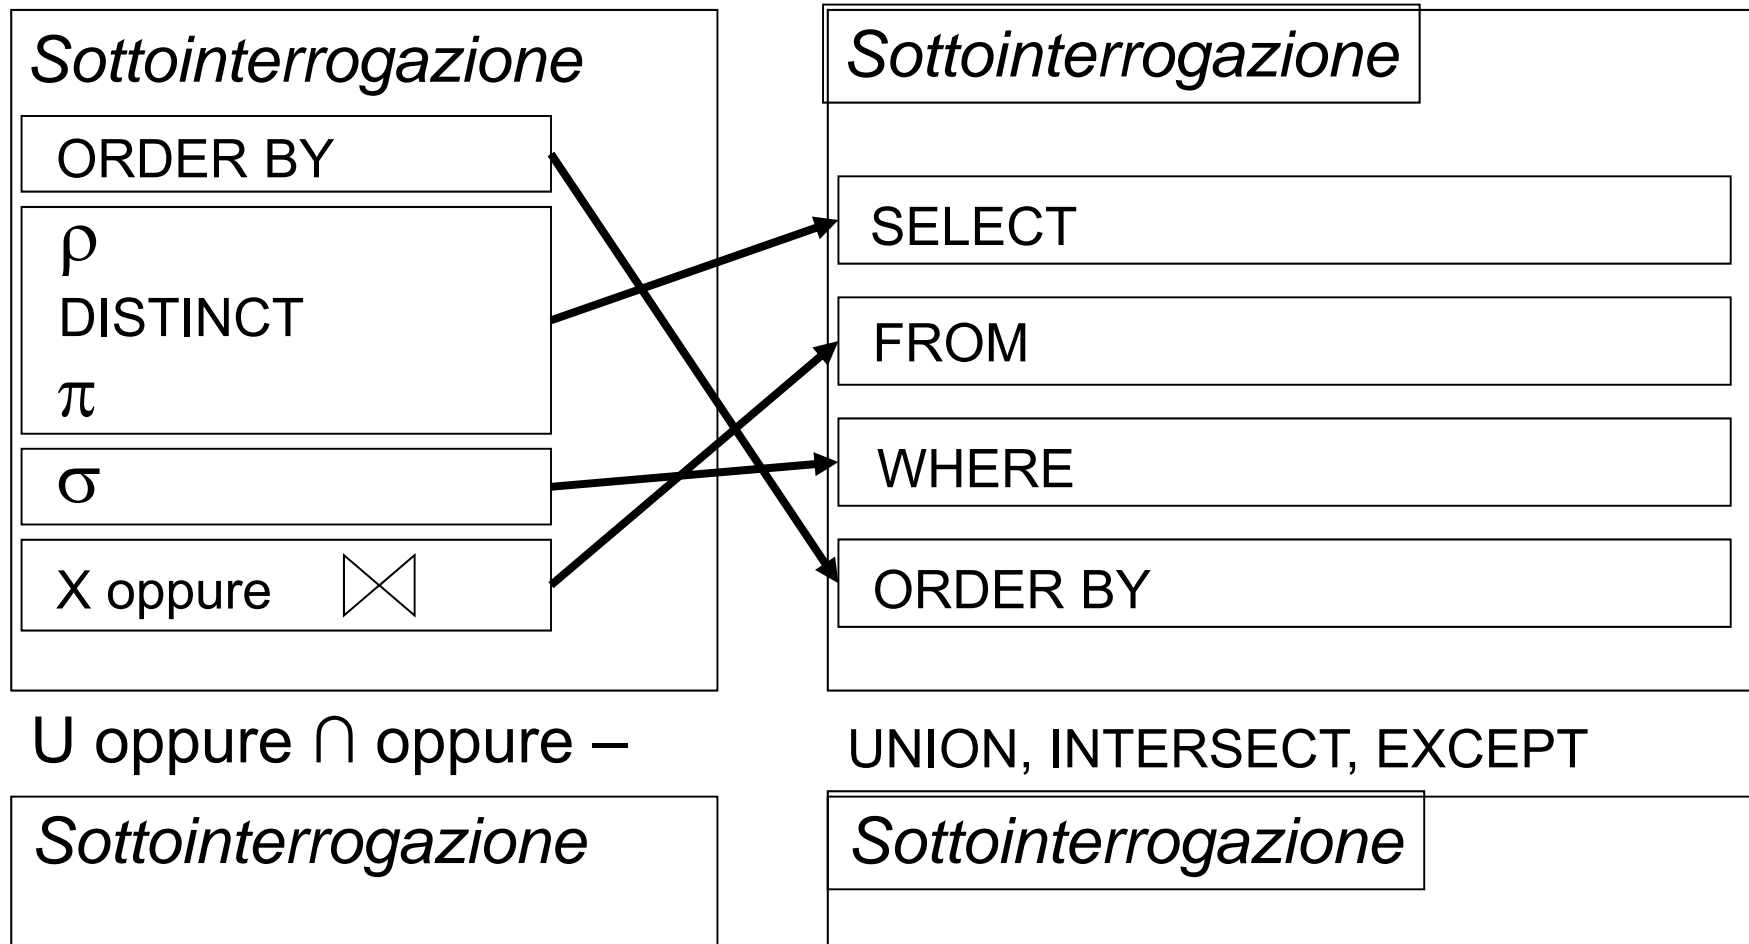 Sottointerrogazione
ORDER BY
ρ
DISTINCT
π
σ
X oppure ⋈
U oppure ∩ oppure –
Sottointerrogazione
Sottointerrogazione
SELECT
FROM
WHERE
ORDER BY
UNION, INTERSECT, EXCEPT
Sottointerrogazione